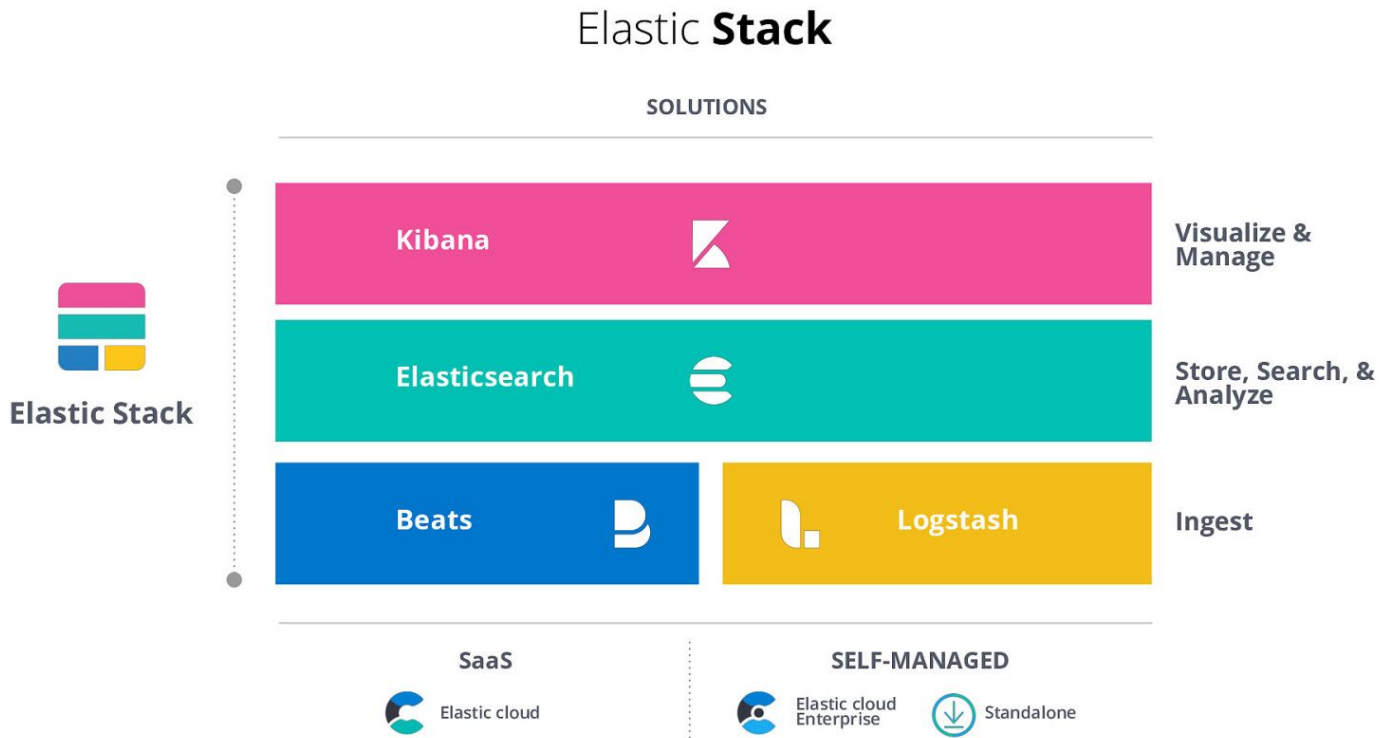 Elastic Stack
SOLUTIONS
Kibana
Visualize &
Manage
Elasticsearch
Store, Search, &
Analyze
Elastic Stack
Beats
Logstash
Ingest
SaaS
SELF-MANAGED
Elastic cloud
Elastic cloud
Enterprise
Standalone